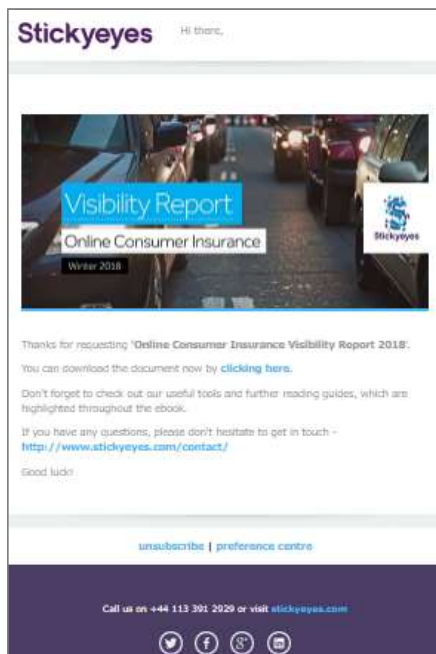 Stickyeyes
Hi there,
Visibility Report
Online Consumer Insurance
Winter 2018
Stickyeyes
Thanks for requesting 'Online Consumer Insurance Visibility Report 2018'.
You can download the document now by clicking here.
Don't forget to check out our useful tools and further reading guides, which are
highlighted throughout the ebook.
If you have any questions, please don't hesitate to get in touch –
http://www.stickyeyes.com/contact/
Good luck!
unsubscribe | preference centre
Call us on +44 113 391 2929 or visit stickyeyes.com